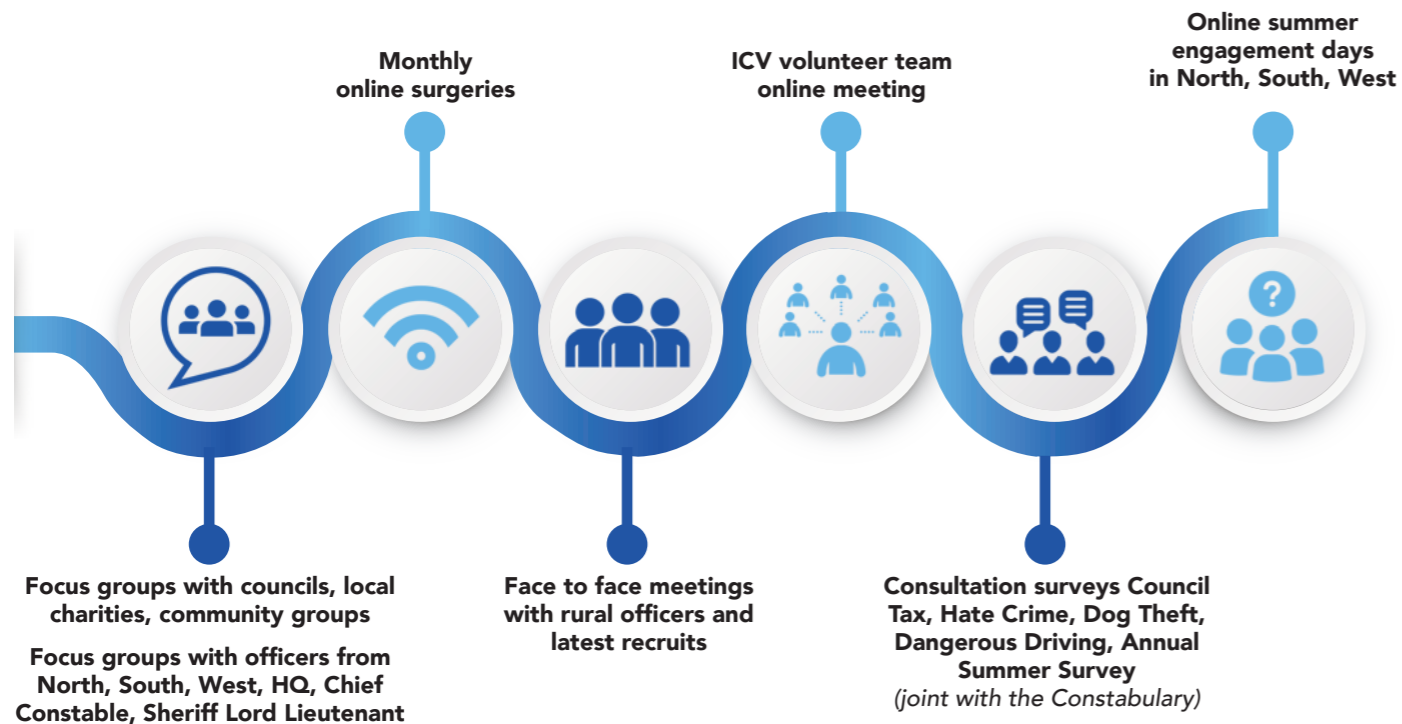 Focus groups with councils, local
charities, community groups
Focus groups with officers from
North, South, West, HQ, Chief
Constable, Sheriff Lord Lieutenant
Monthly
online surgeries
Face to face meetings
with rural officers and
latest recruits
ICV volunteer team
online meeting
Consultation surveys Council
Tax, Hate Crime, Dog Theft,
Dangerous Driving, Annual
Summer Survey
(joint with the Constabulary)
Online summer
engagement days
in North, South, West
?